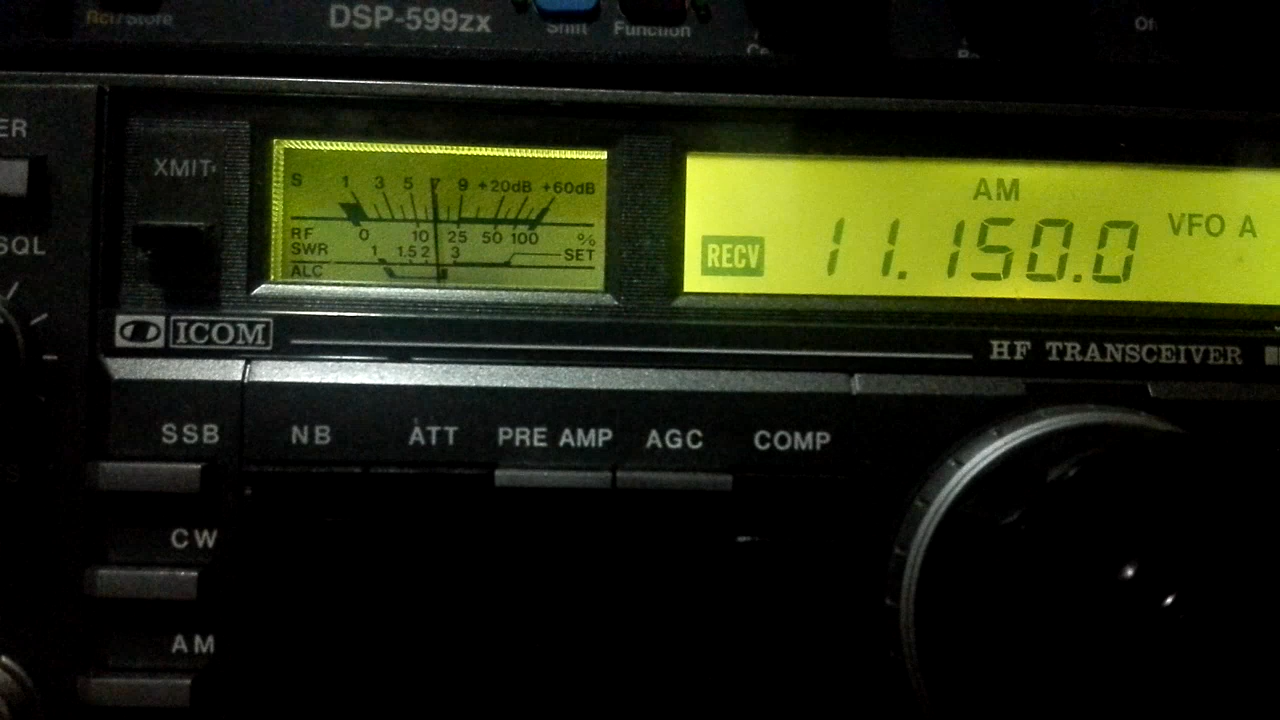 Rcl/Store
DSP-599zx
Shift
Function
ER
SQL
XMIT
S 1 3 5 7 9 +20dB +60dB
RF 0 10 25 50 100 %
SWR 1 1.5 2 3 SET
ALC
AM
VFO A
RECV 11.150.0
ICOM
HF TRANSCEIVER
SSB NB ATT PRE AMP AGC COMP
CW
AM